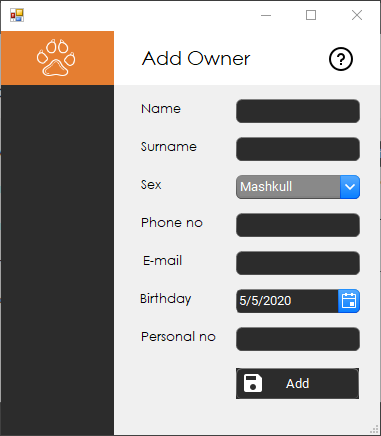 Add Owner
?
Name
Surname
Sex Mashkull
Phone no
E-mail
Birthday 5/5/2020
Personal no
Add